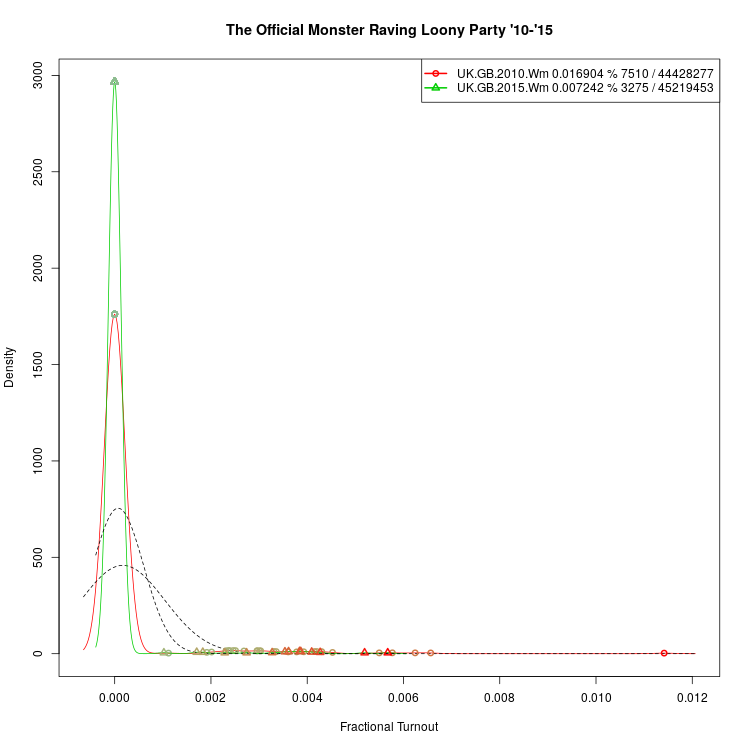 The Official Monster Raving Loony Party '10-'15
UK.GB.2010.Wm 0.016904 % 7510 / 44428277
UK.GB.2015.Wm 0.007242 % 3275 / 45219453
3000
2500
2000
1500
1000
500
0
Density
0.000 0.002 0.004 0.006 0.008 0.010 0.012
Fractional Turnout